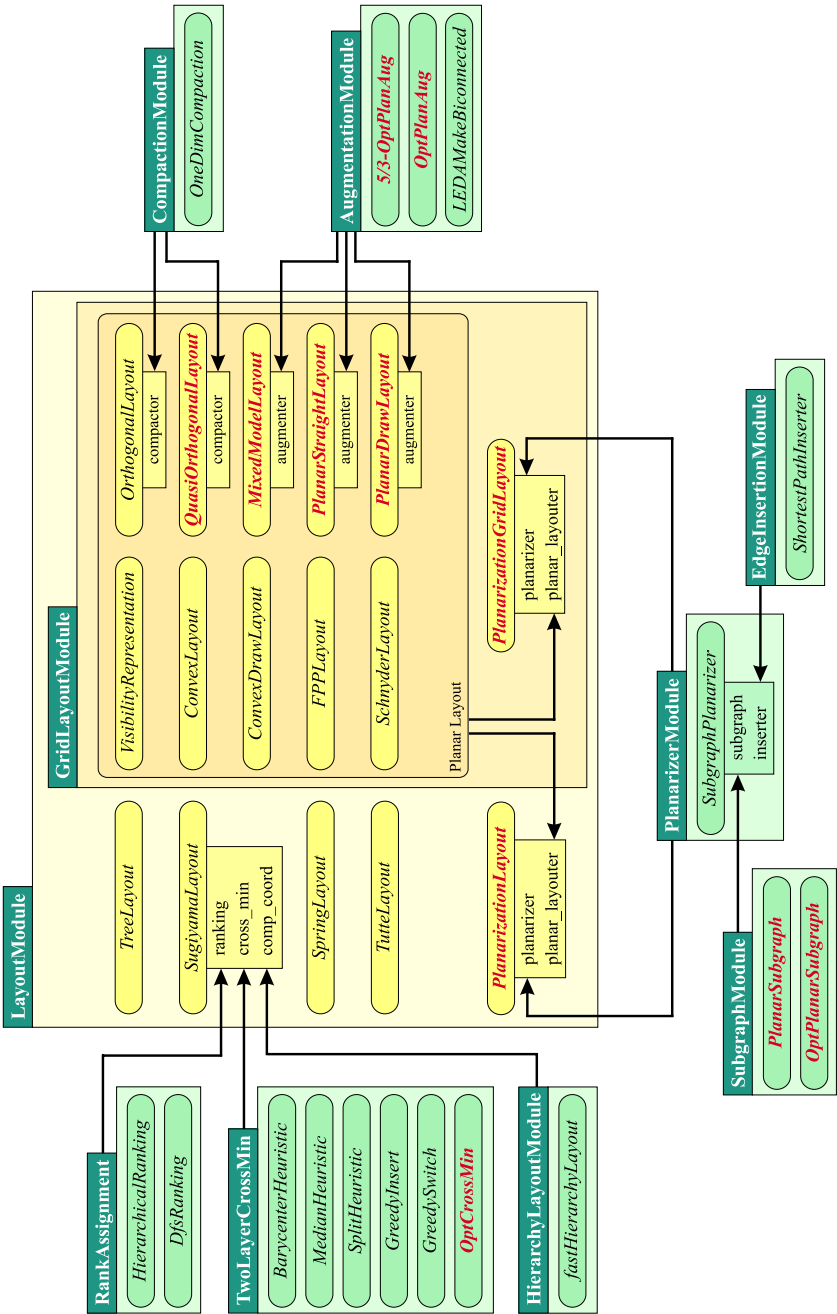 RankAssignment
HierarchicalRanking
DfsRanking
TwoLayerCrossMin
BarycenterHeuristic
MedianHeuristic
SplitHeuristic
GreedyInsert
GreedySwitch
OptCrossMin
HierarchyLayoutModule
fastHierarchyLayout
LayoutModule
TreeLayout
SugiyamaLayout
ranking
cross_min
comp_coord
SpringLayout
TutteLayout
PlanarizationLayout
planarizer
planar_layouter
GridLayoutModule
VisibilityRepresentation
ConvexLayout
ConvexDrawLayout
FPPLayout
SchnyderLayout
Planar Layout
OrthogonalLayout
compactor
QuasiOrthogonalLayout
compactor
MixedModelLayout
augmenter
PlanarStraightLayout
augmenter
PlanarDrawLayout
augmenter
PlanarizationGridLayout
planarizer
planar_layouter
CompactionModule
OneDimCompaction
AugmentationModule
5/3-OptPlanAug
OptPlanAug
LEDAMakeBiconnected
SubgraphModule
PlanarSubgraph
OptPlanarSubgraph
PlanarizerModule
SubgraphPlanarizer
subgraph
inserter
EdgeInsertionModule
ShortestPathInserter